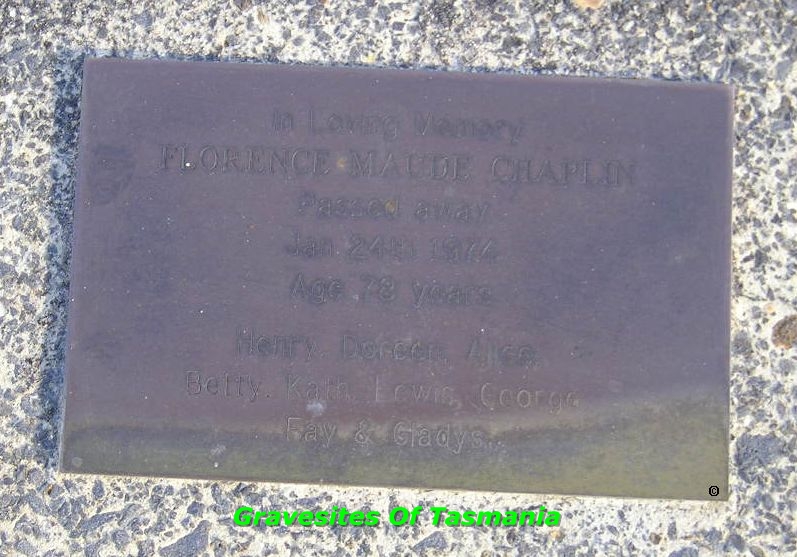 In Loving Memory
FLORENCE MAUDE CHAPLIN
Passed away
Jan 24th 1974
Age 78 years
Henry, Doreen, Alice,
Betty, Kath, Lewis, George
Fay & Gladys.
©
Gravesites Of Tasmania